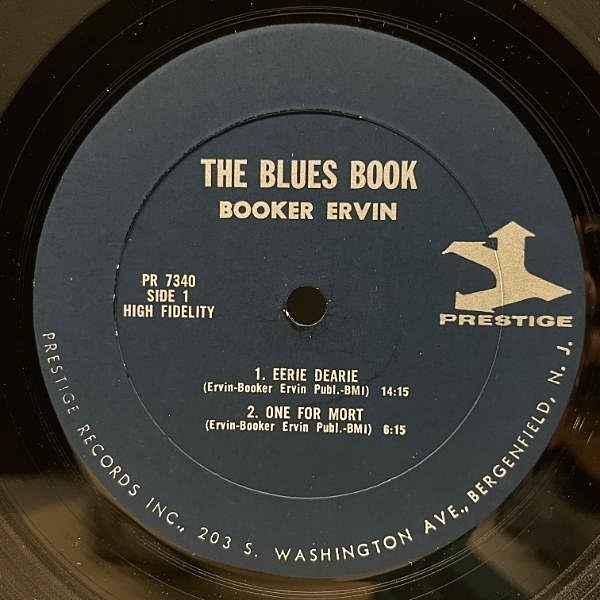 THE BLUES BOOK
BOOKER ERVIN
PR 7340
SIDE 1
HIGH FIDELITY
PRESTIGE
1. EERIE DEARIE
(Ervin-Booker Ervin Publ.-BMI) 14:15
2. ONE FOR MORT
(Ervin-Booker Ervin Publ.-BMI) 6:15
PRESTIGE RECORDS INC., 203 S. WASHINGTON AVE., BERGENFIELD, N. J.